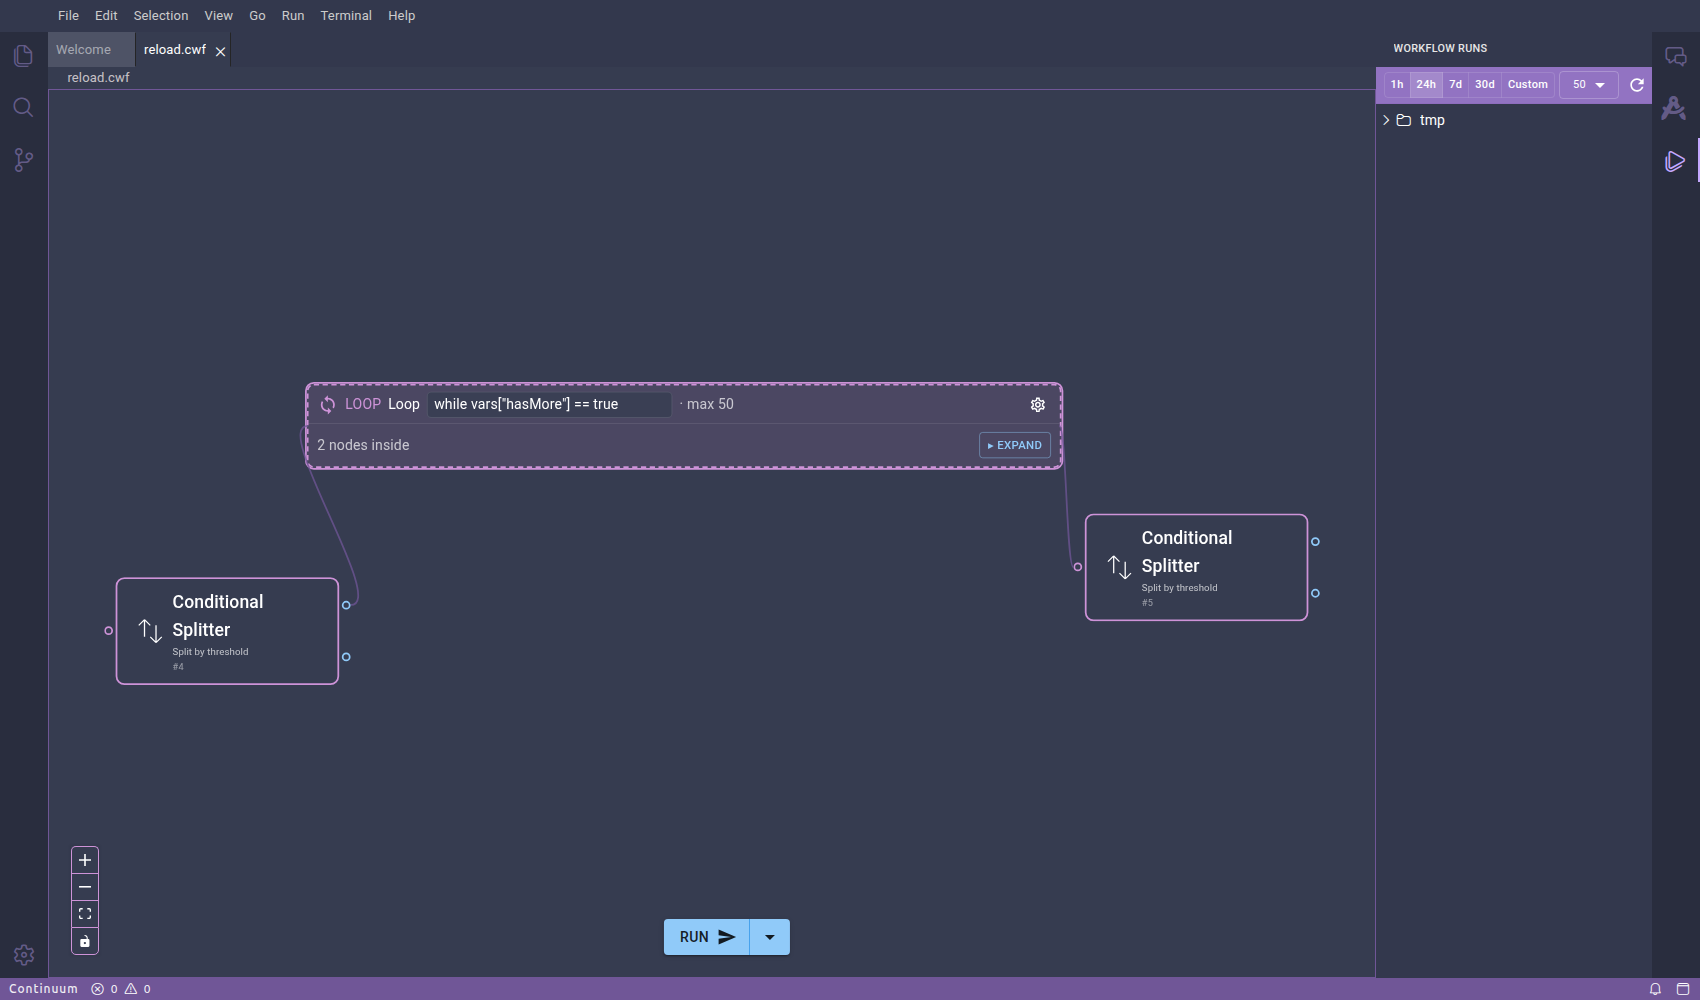 File Edit Selection View Go Run Terminal Help
Welcome reload.cwf
WORKFLOW RUNS
reload.cwf
1h 24h 7d 30d Custom 50
tmp
LOOP Loop while vars["hasMore"] == true · max 50
2 nodes inside
EXPAND
Conditional
Splitter
Split by threshold
#5
Conditional
Splitter
Split by threshold
#4
RUN
Continuum 0 0